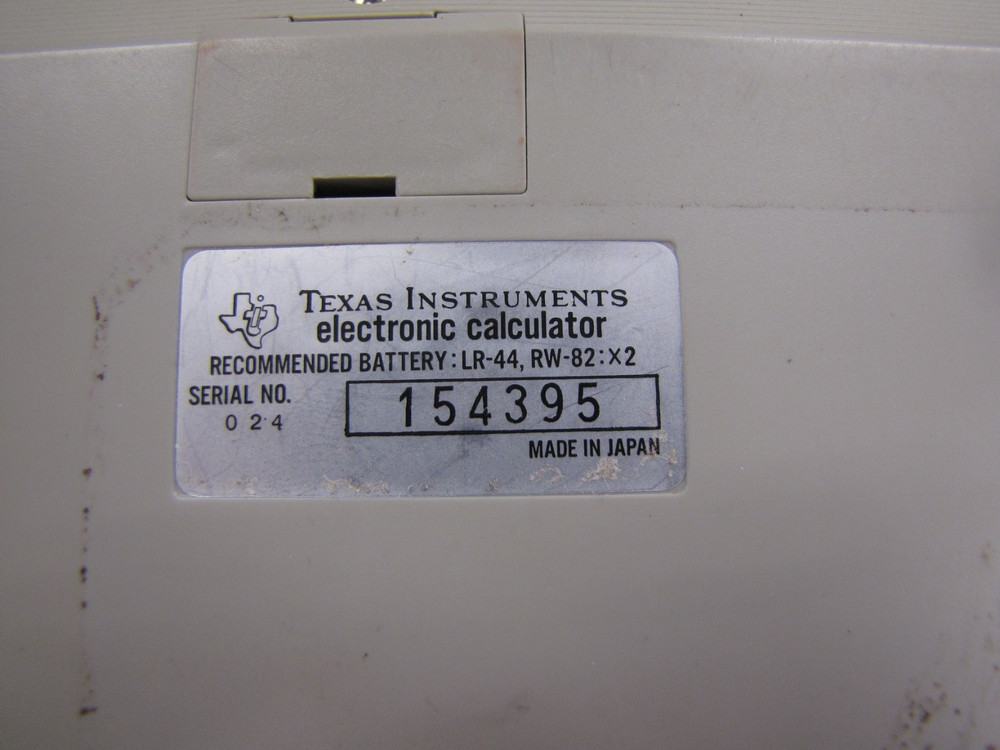 TEXAS INSTRUMENTS
electronic calculator
RECOMMENDED BATTERY: LR-44, RW-82:X2
SERIAL NO.
024
154395
MADE IN JAPAN